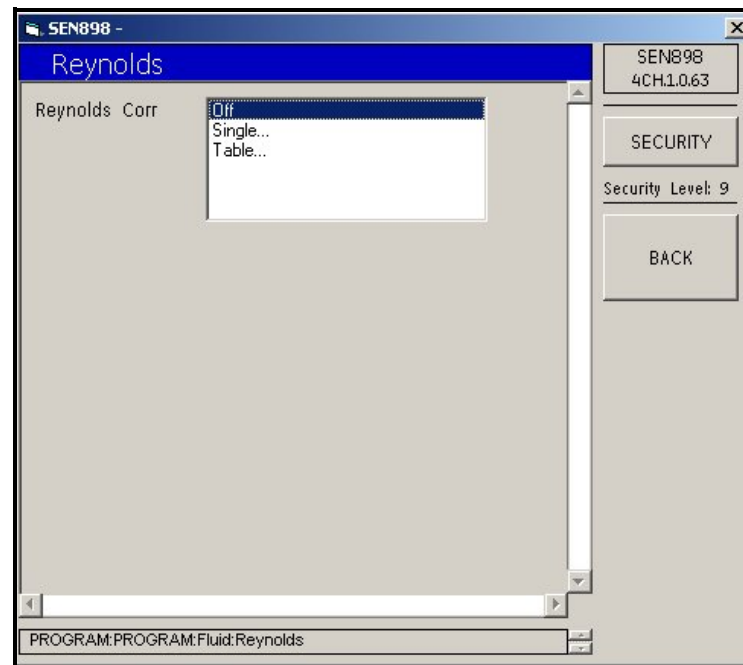 SEN898 -
Reynolds
Reynolds Corr
Off
Single...
Table...
SEN898
4CH.1.0.63
SECURITY
Security Level: 9
BACK
PROGRAM:PROGRAM:Fluid:Reynolds